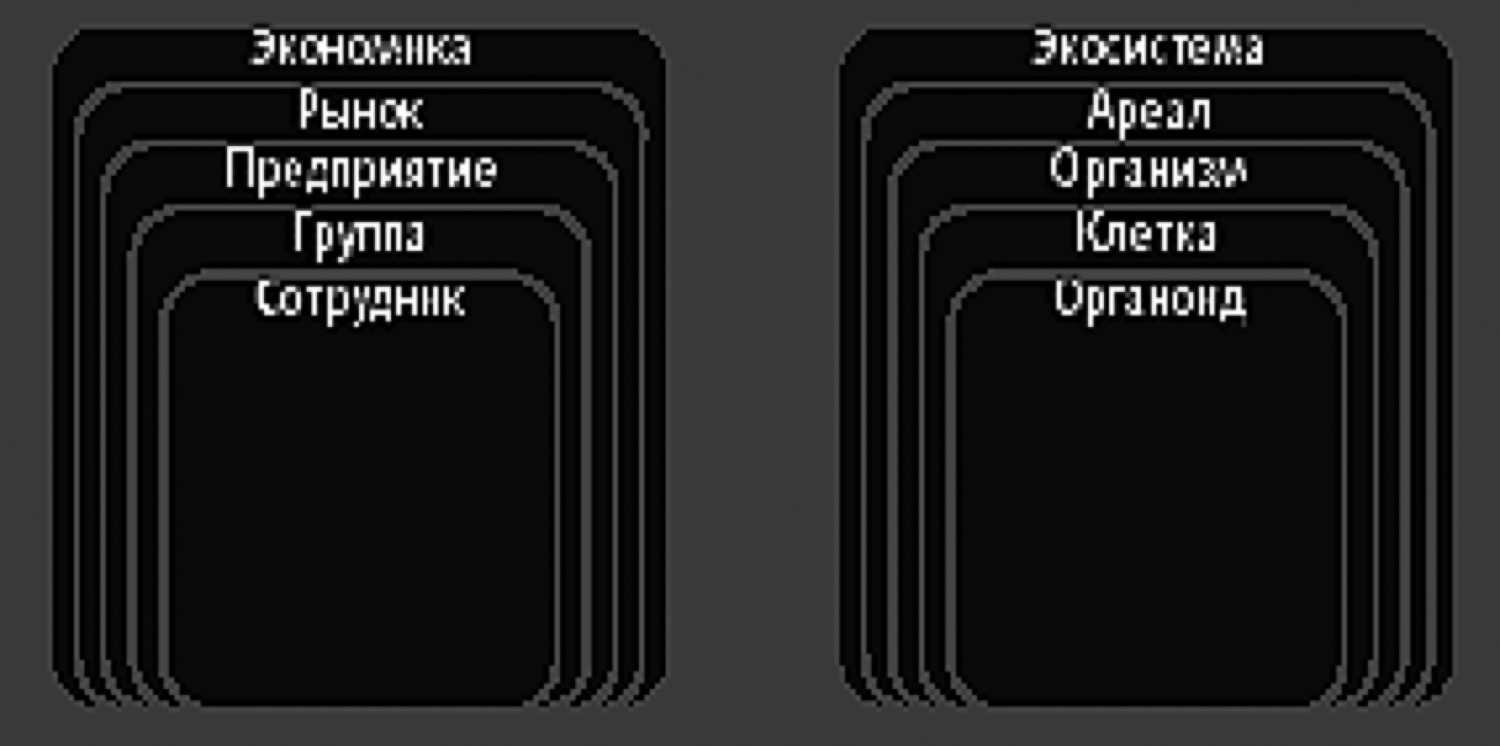 Экономика
Рынок
Предприятие
Группа
Сотрудник
Экосистема
Ареал
Организм
Клетка
Органоид